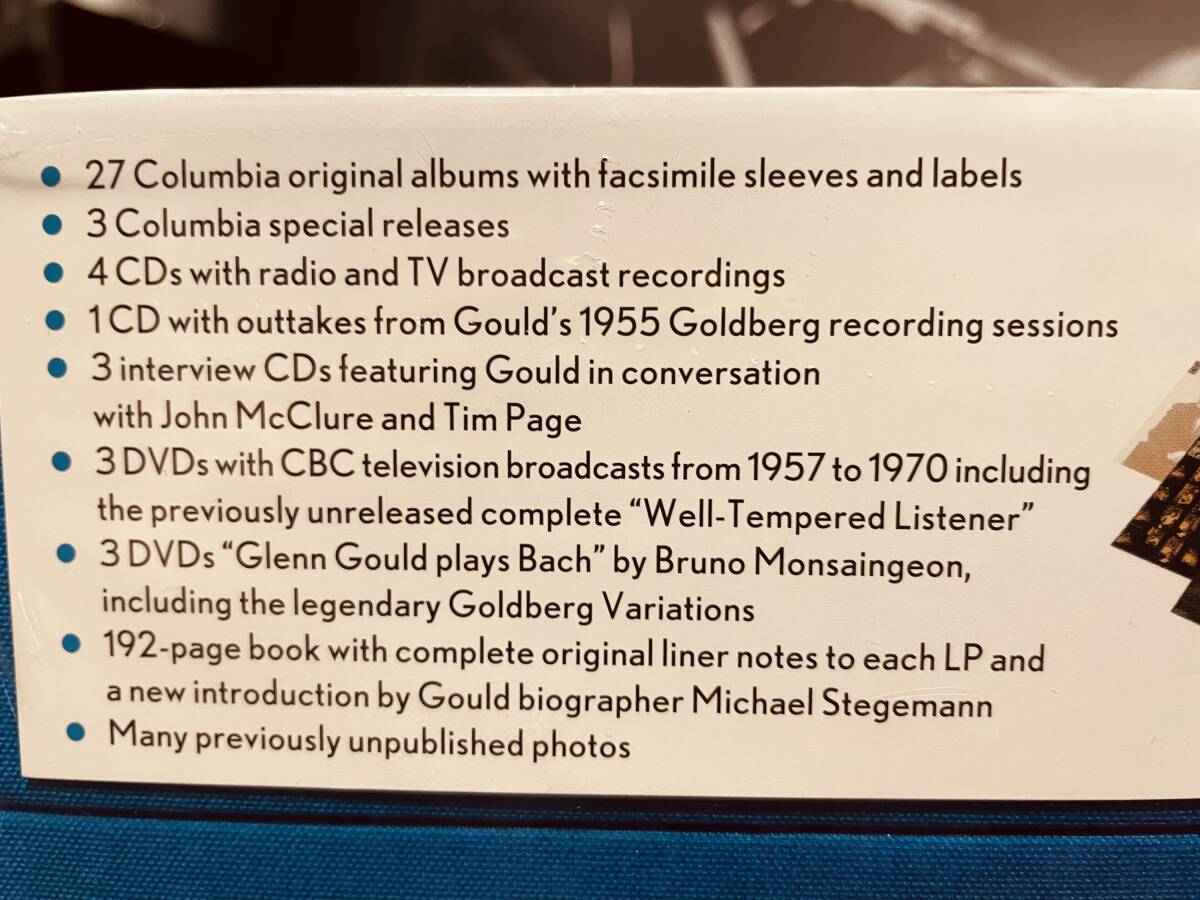 • 27 Columbia original albums with facsimile sleeves and labels
• 3 Columbia special releases
• 4 CDs with radio and TV broadcast recordings
• 1 CD with outtakes from Gould's 1955 Goldberg recording sessions
• 3 interview CDs featuring Gould in conversation
with John McClure and Tim Page
• 3 DVDs with CBC television broadcasts from 1957 to 1970 including
the previously unreleased complete “Well-Tempered Listener”
• 3 DVDs “Glenn Gould plays Bach” by Bruno Monsaingeon,
including the legendary Goldberg Variations
• 192-page book with complete original liner notes to each LP and
a new introduction by Gould biographer Michael Stegemann
• Many previously unpublished photos